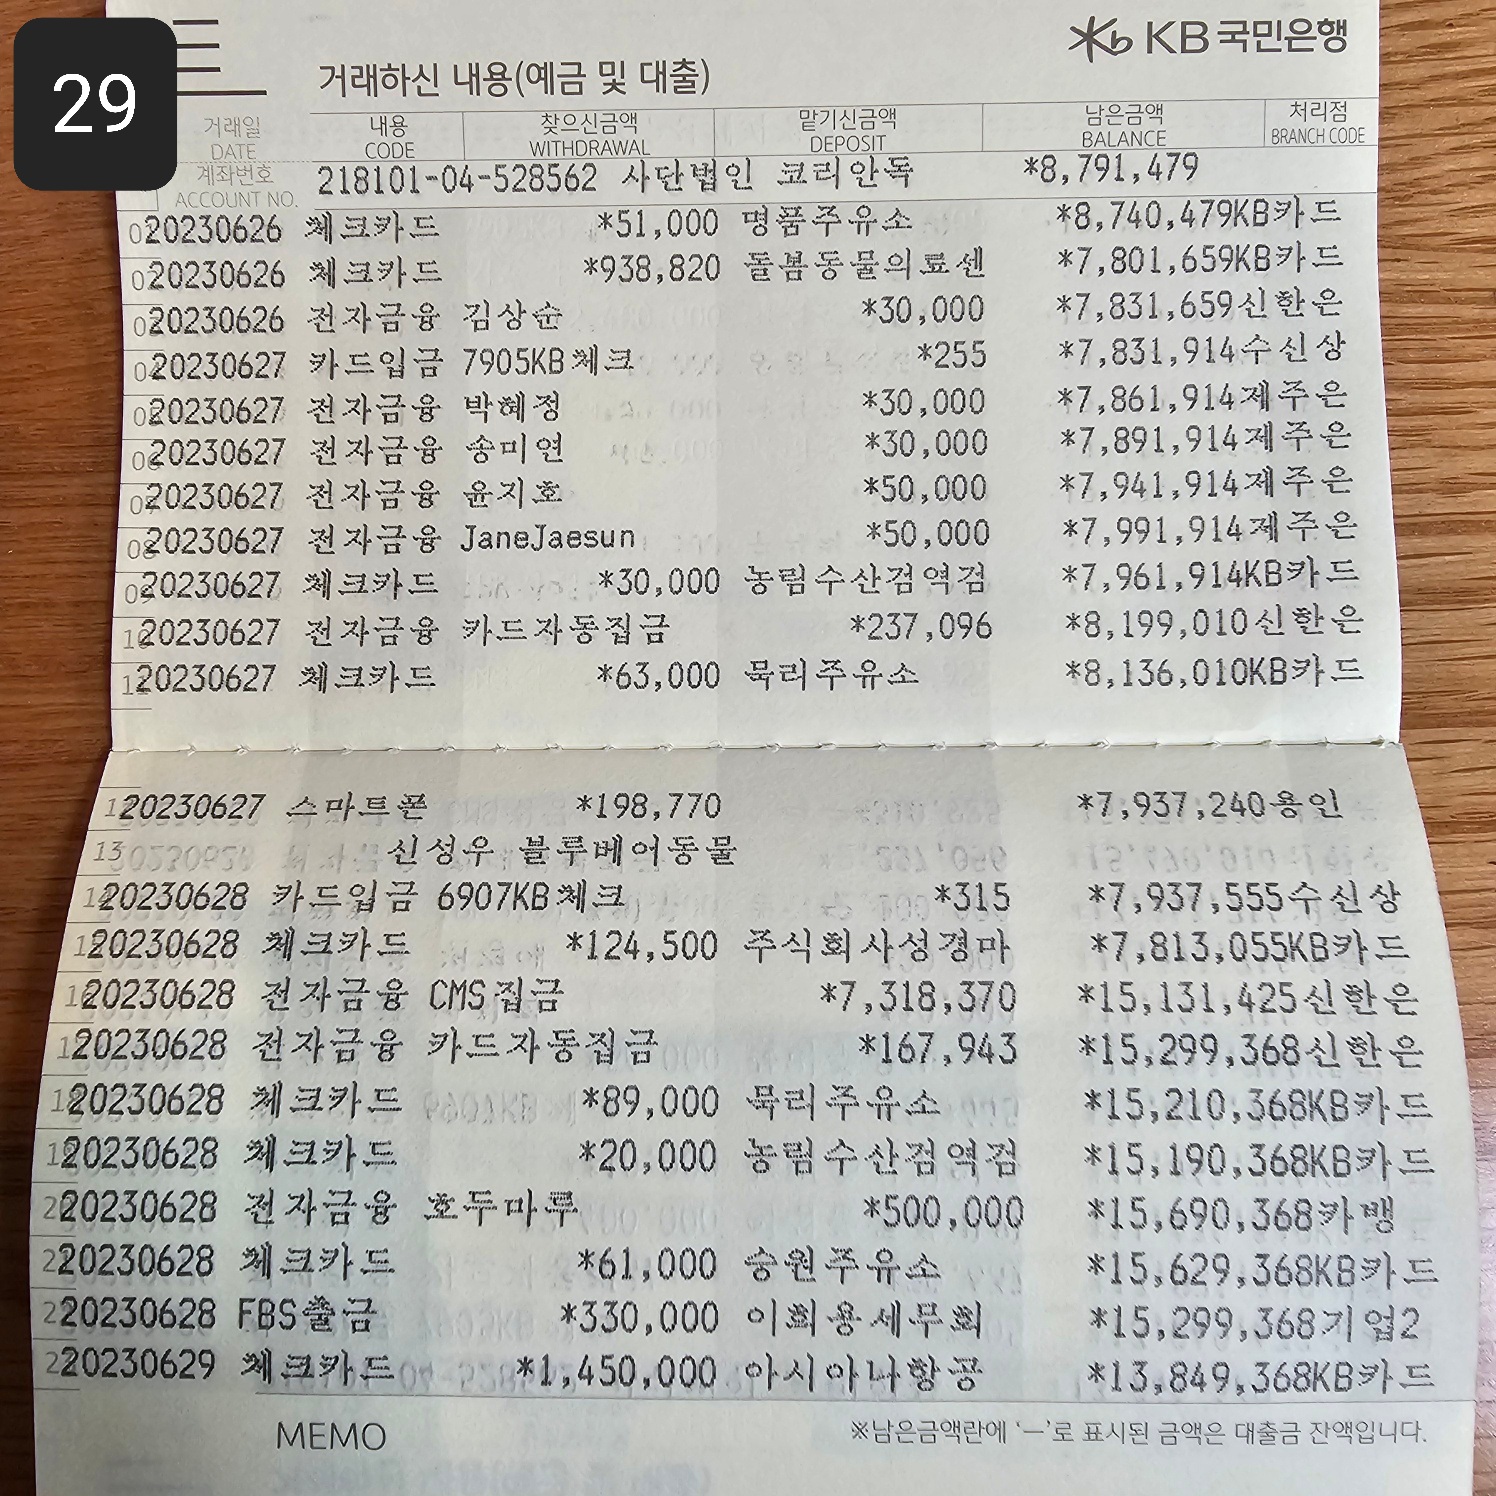 29
KB 국민은행
거래하신 내용(예금 및 대출)
거래일 내용 찾으신금액 맡기신금액 남은금액 처리점
DATE CODE WITHDRAWAL DEPOSIT BALANCE BRANCH CODE
계좌번호 218101-04-528562 사단법인 코리안독 *8,791,479
ACCOUNT NO.
20230626 체크카드 *51,000 명품주유소 *8,740,479KB카드
20230626 체크카드 *938,820 돌봄동물의료센 *7,801,659KB카드
20230626 전자금융 김상순 *30,000 *7,831,659신한은
20230627 카드입금 7905KB체크 *255 *7,831,914수신상
20230627 전자금융 박혜정 *30,000 *7,861,914제주은
20230627 전자금융 송미연 *30,000 *7,891,914제주은
20230627 전자금융 윤지호 *50,000 *7,941,914제주은
20230627 전자금융 JaneJaesun *50,000 *7,991,914제주은
20230627 체크카드 *30,000 농림수산검역검 *7,961,914KB카드
20230627 전자금융 카드자동집금 *237,096 *8,199,010신한은
20230627 체크카드 *63,000 묵리주유소 *8,136,010KB카드
20230627 스마트폰 *198,770 *7,937,240용인
13 신성우 블루베어동물
20230628 카드입금 6907KB체크 *315 *7,937,555수신상
20230628 체크카드 *124,500 주식회사성경마 *7,813,055KB카드
20230628 전자금융 CMS집금 *7,318,370 *15,131,425신한은
20230628 전자금융 카드자동집금 *167,943 *15,299,368신한은
20230628 체크카드 *89,000 묵리주유소 *15,210,368KB카드
20230628 체크카드 *20,000 농림수산검역검 *15,190,368KB카드
20230628 전자금융 호두마루 *500,000 *15,690,368카뱅
20230628 체크카드 *61,000 승원주유소 *15,629,368KB카드
20230628 FBS출금 *330,000 이희용세무회 *15,299,368기업2
20230629 체크카드 *1,450,000 아시아나항공 *13,849,368KB카드
MEMO ※남은금액란에 '—'로 표시된 금액은 대출금 잔액입니다.